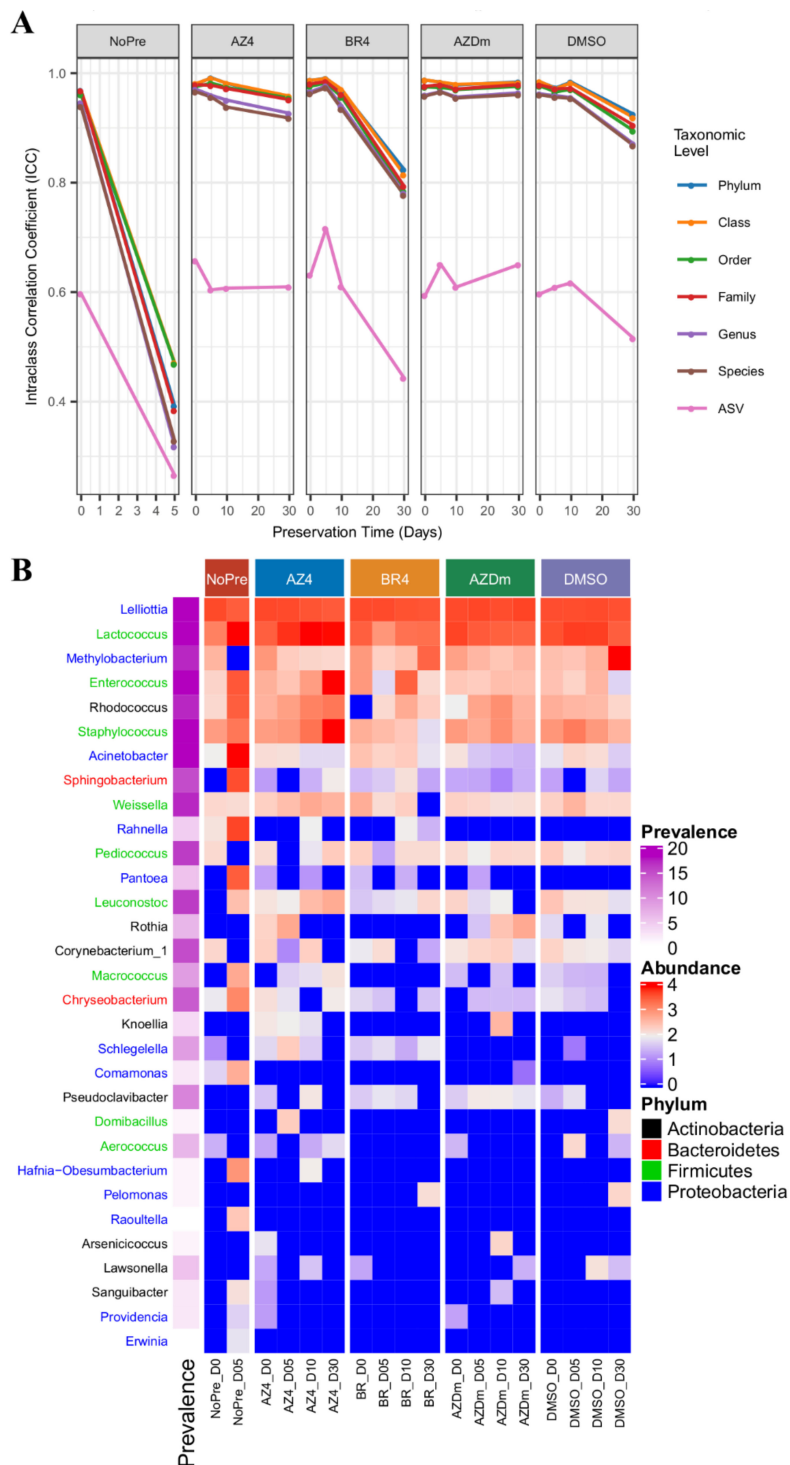 A
NoPre AZ4 BR4 AZDm DMSO
1.0
0.8
0.6
0.4
Intraclass Correlation Coefficient (ICC)
0 1 2 3 4 5 0 10 20 30 0 10 20 30 0 10 20 30 0 10 20 30
Preservation Time (Days)
Taxonomic
Level
Phylum
Class
Order
Family
Genus
Species
ASV
B
NoPre AZ4 BR4 AZDm DMSO
Lelliottia
Lactococcus
Methylobacterium
Enterococcus
Rhodococcus
Staphylococcus
Acinetobacter
Sphingobacterium
Weissella
Rahnella
Pediococcus
Pantoea
Leuconostoc
Rothia
Corynebacterium_1
Macrococcus
Chryseobacterium
Knoellia
Schlegelella
Comamonas
Pseudoclavibacter
Domibacillus
Aerococcus
Hafnia−Obesumbacterium
Pelomonas
Raoultella
Arsenicicoccus
Lawsonella
Sanguibacter
Providencia
Erwinia
Prevalence
NoPre_D0
NoPre_D05
AZ4_D0
AZ4_D05
AZ4_D10
AZ4_D30
BR_D0
BR_D05
BR_D10
BR_D30
AZDm_D0
AZDm_D05
AZDm_D10
AZDm_D30
DMSO_D0
DMSO_D05
DMSO_D10
DMSO_D30
Prevalence
20
15
10
5
0
Abundance
4
3
2
1
0
Phylum
Actinobacteria
Bacteroidetes
Firmicutes
Proteobacteria